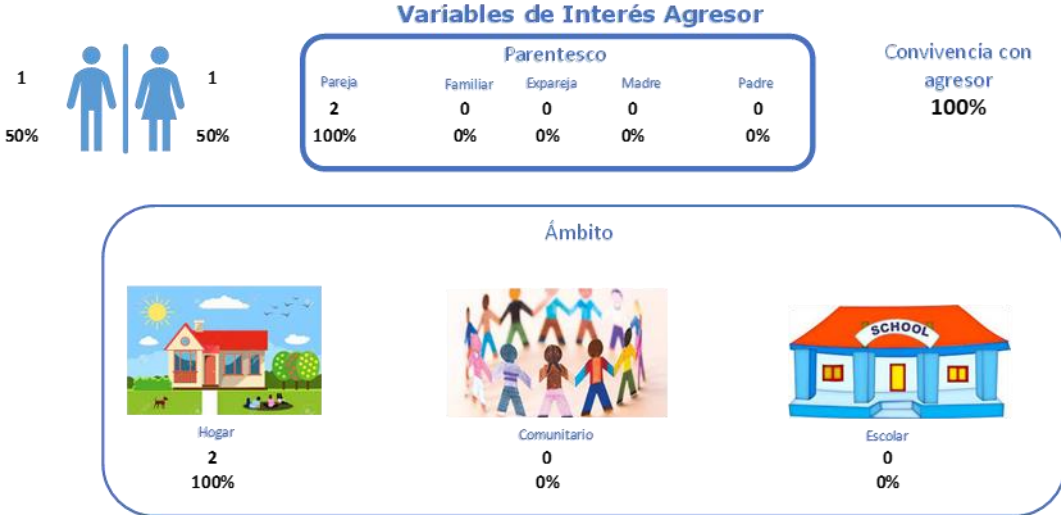 Variables de Interés Agresor
1
50%
1
50%
Parentesco
Pareja Familiar Expareja Madre Padre
2 0 0 0 0
100% 0% 0% 0% 0%
Convivencia con
agresor
100%
Ámbito
SCHOOL
Hogar Comunitario Escolar
2 0 0
100% 0% 0%